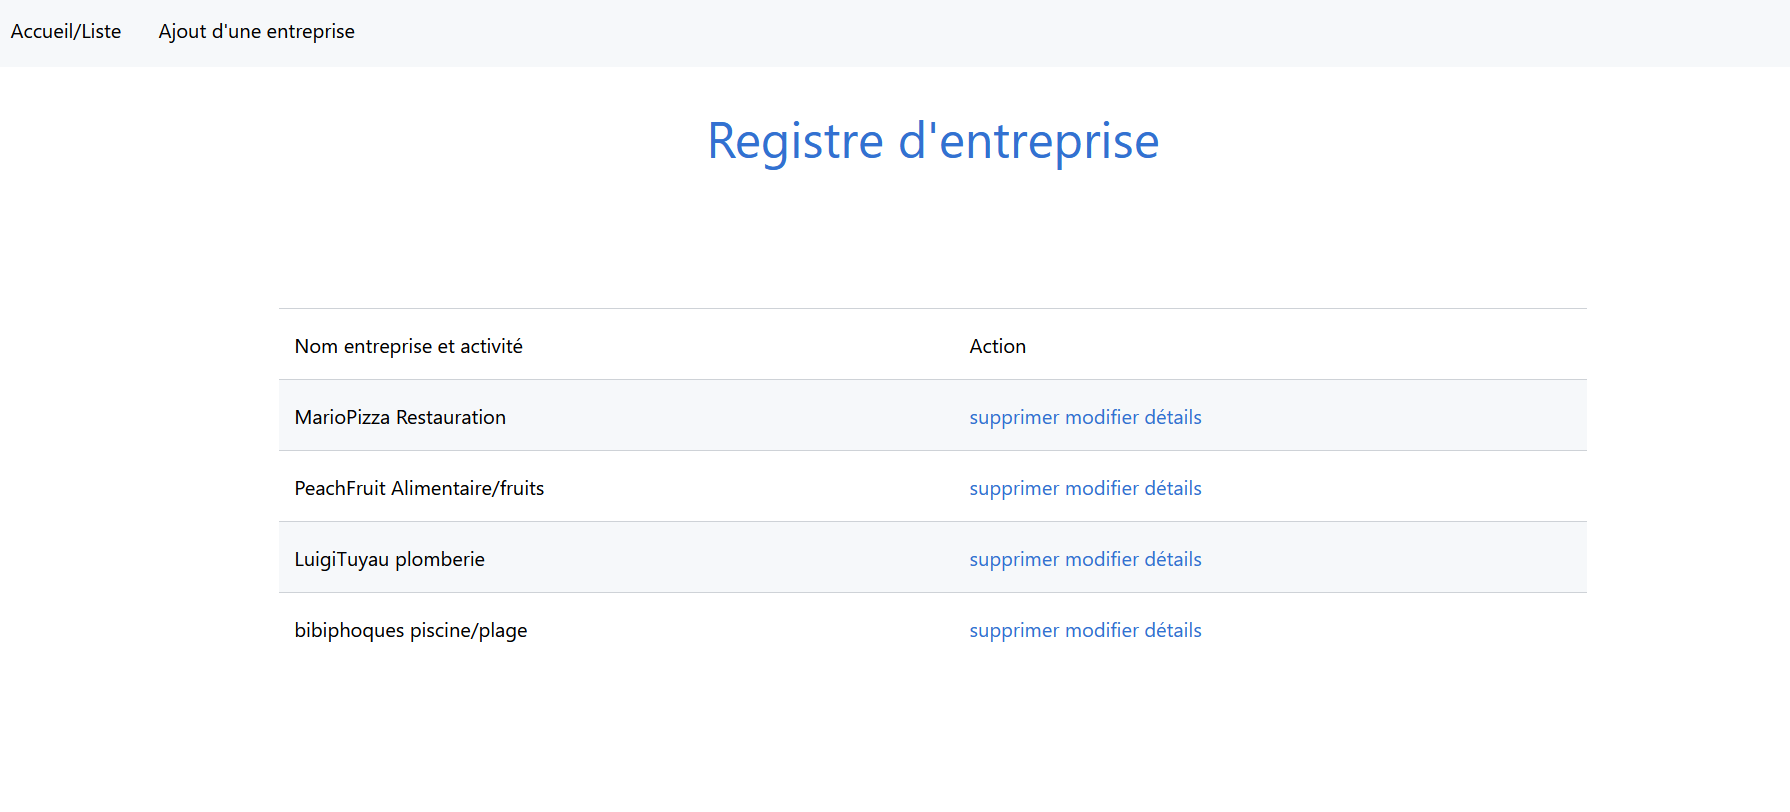 Accueil/Liste Ajout d'une entreprise
Registre d'entreprise
Nom entreprise et activité Action
MarioPizza Restauration supprimer modifier détails
PeachFruit Alimentaire/fruits supprimer modifier détails
LuigiTuyau plomberie supprimer modifier détails
bibiphoques piscine/plage supprimer modifier détails